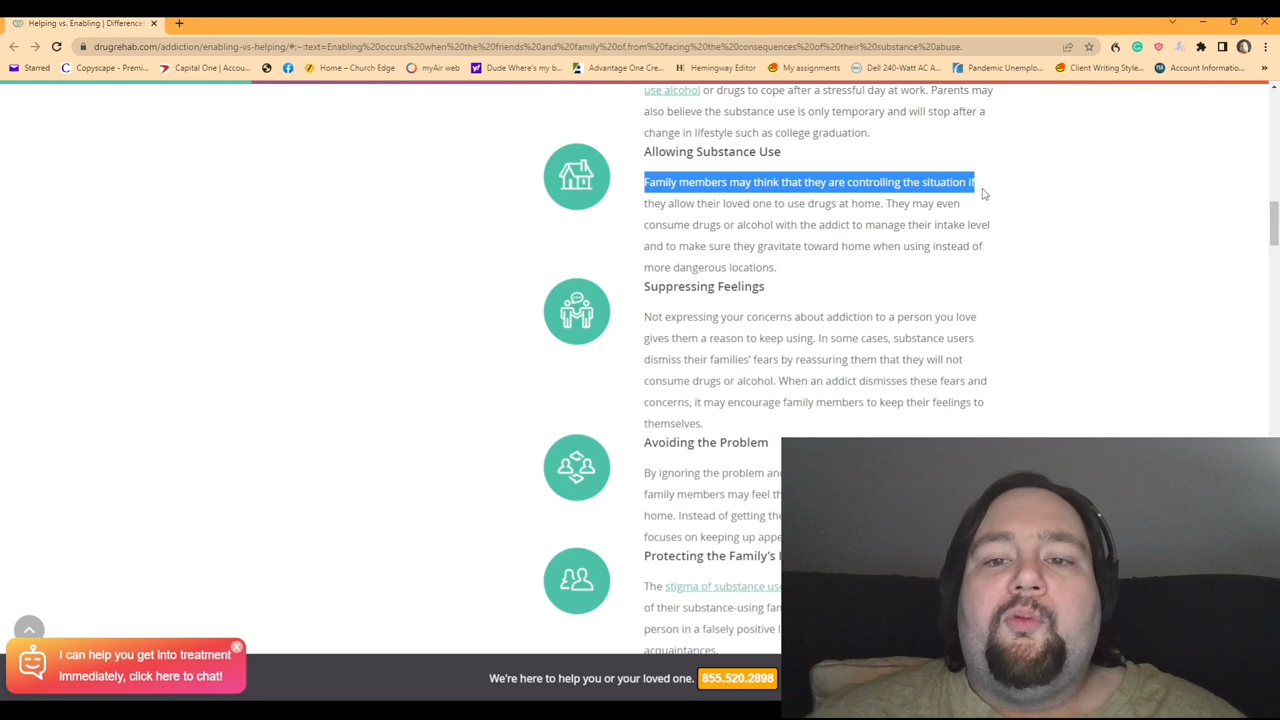 Helping vs. Enabling | Difference
drugrehab.com/addiction/enabling-vs-helping/#:~:text=Enabling%20occurs%20when%20the%20friends%20and%20family%20of,from%20facing%20the%20consequences%20of%20their%20substance%20abuse.
Starred Copyscape - Premi... Capital One | Accou... Home – Church Edge myAir web Dude Where's my b... Advantage One Cre... Hemingway Editor My assignments Dell 240-Watt AC A... Pandemic Unemplo... Client Writing Style... Account Informatio... »
use alcohol or drugs to cope after a stressful day at work. Parents may
also believe the substance use is only temporary and will stop after a
change in lifestyle such as college graduation.
Allowing Substance Use
Family members may think that they are controlling the situation if
they allow their loved one to use drugs at home. They may even
consume drugs or alcohol with the addict to manage their intake level
and to make sure they gravitate toward home when using instead of
more dangerous locations.
Suppressing Feelings
Not expressing your concerns about addiction to a person you love
gives them a reason to keep using. In some cases, substance users
dismiss their families' fears by reassuring them that they will not
consume drugs or alcohol. When an addict dismisses these fears and
concerns, it may encourage family members to keep their feelings to
themselves.
Avoiding the Problem
By ignoring the problem and
family members may feel th
home. Instead of getting the
focuses on keeping up appe
Protecting the Family's I
The stigma of substance us
of their substance-using fam
person in a falsely positive l
acquaintances.
I can help you get into treatment
immediately, click here to chat!
X
We're here to help you or your loved one. 855.520.2898